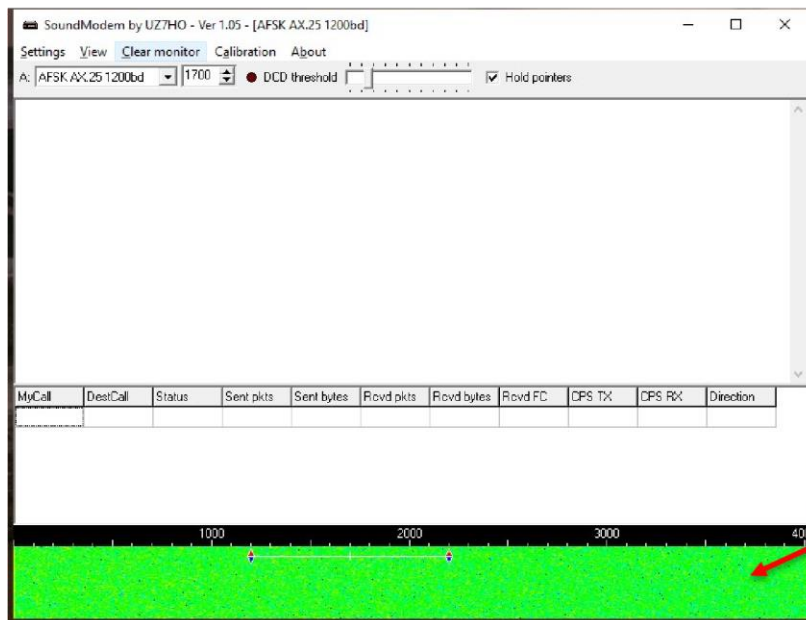 SoundModem by UZ7HO - Ver 1.05 - [AFSK AX.25 1200bd]
Settings View Clear monitor Calibration About
A: AFSK AX.25 1200bd 1700 DCD threshold Hold pointers
MyCall DestCall Status Sent pkts Sent bytes Rcvd pkts Rcvd bytes Rcvd FC CPS TX CPS RX Direction
1000 2000 3000 40